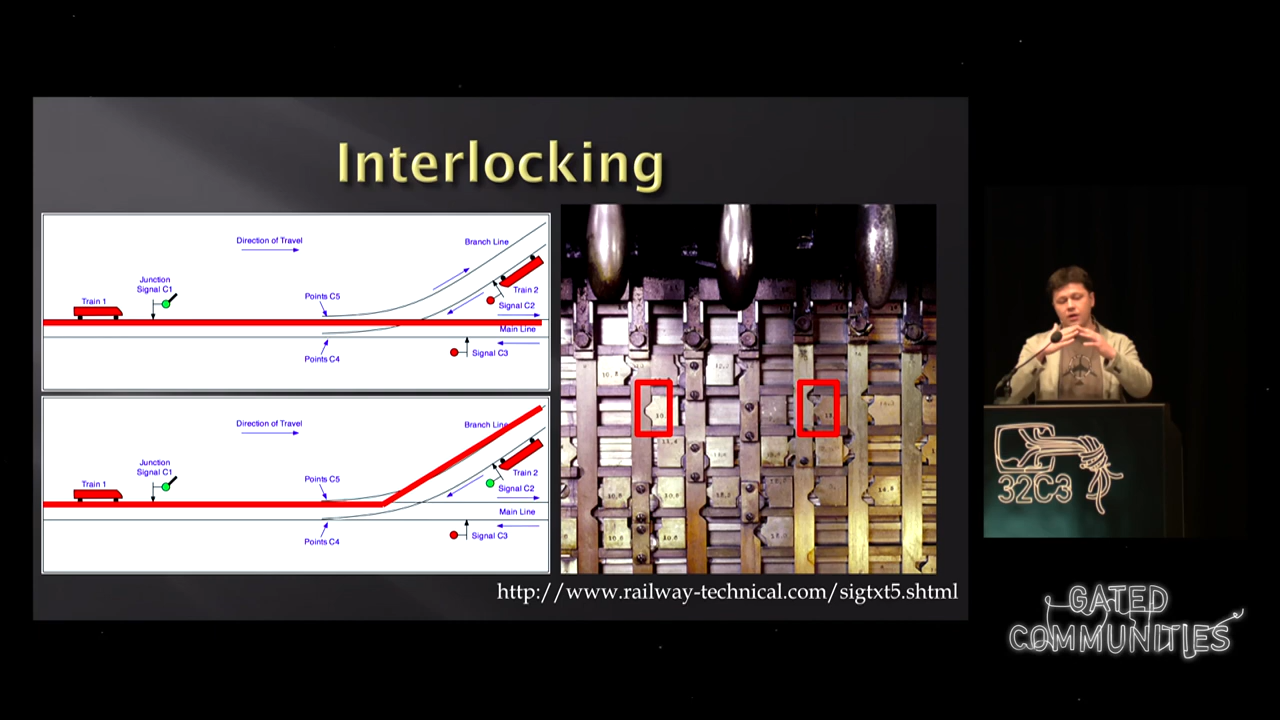 Interlocking
Direction of Travel
Branch Line
Junction
Signal C1
Train 1
Points C5
Train 2
Signal C2
Main Line
Points C4
Signal C3
Direction of Travel
Branch Line
Junction
Signal C1
Train 1
Points C5
Train 2
Signal C2
Main Line
Points C4
Signal C3
http://www.railway-technical.com/sigtxt5.shtml
32C3
GATED
COMMUNITIES